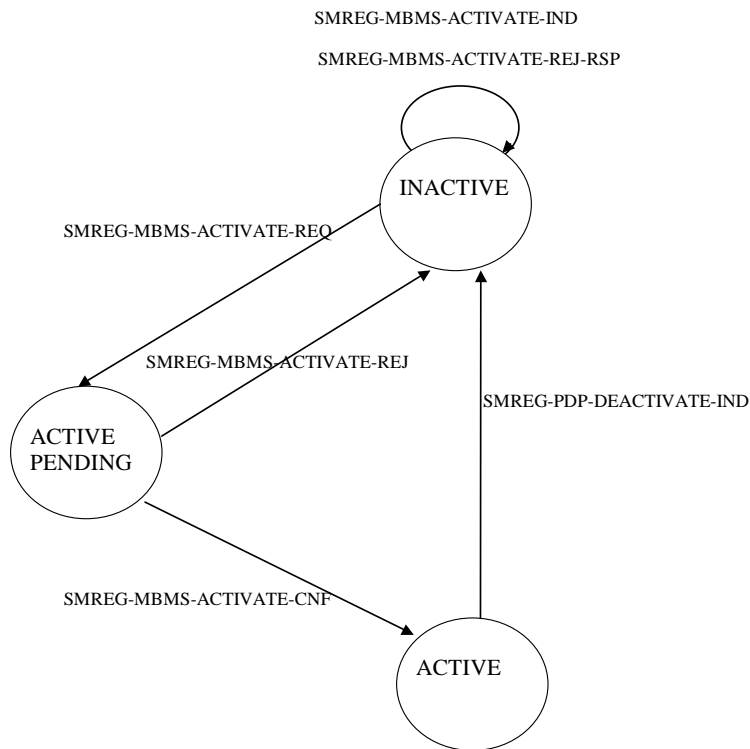 SMREG-MBMS-ACTIVATE-IND
SMREG-MBMS-ACTIVATE-REJ-RSP
INACTIVE
SMREG-MBMS-ACTIVATE-REQ
SMREG-MBMS-ACTIVATE-REJ
SMREG-PDP-DEACTIVATE-IND
ACTIVE
PENDING
SMREG-MBMS-ACTIVATE-CNF
ACTIVE